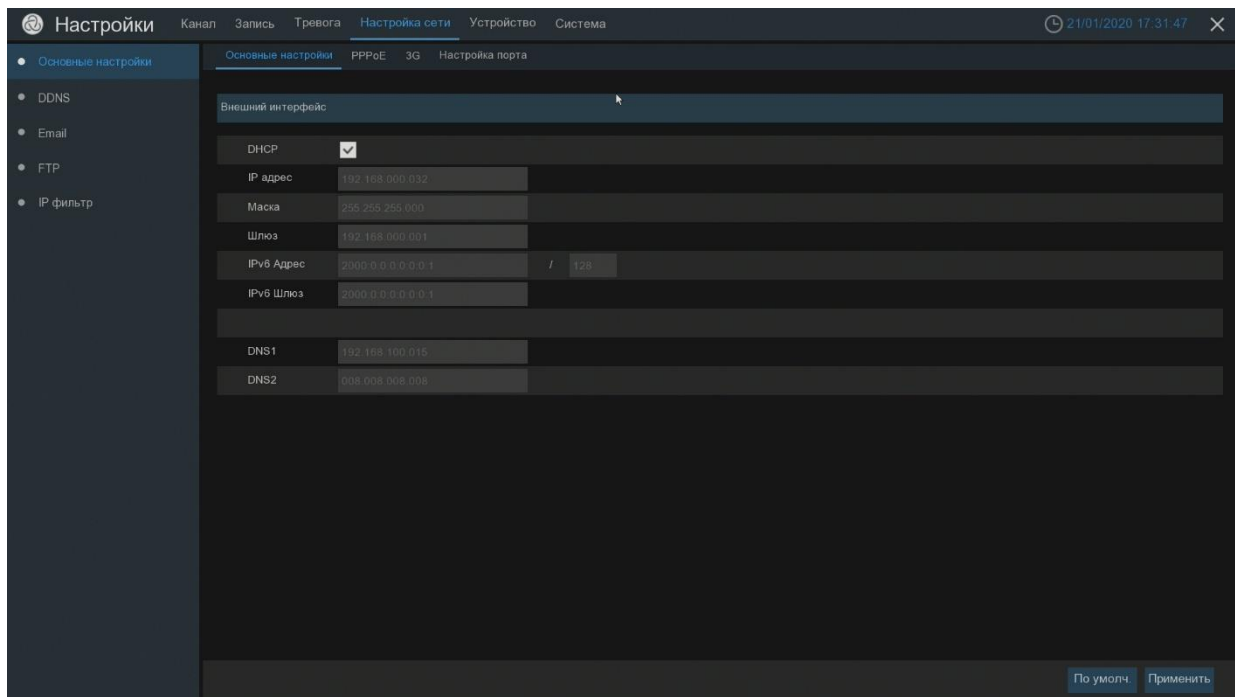 Настройки Канал Запись Тревога Настройка сети Устройство Система 21/01/2020 17:31:47
Основные настройки PPPoE 3G Настройка порта
Основные настройки
DDNS
Email
FTP
IP фильтр
Внешний интерфейс
DHCP
IP адрес 192.168.000.032
Маска 255.255.255.000
Шлюз 192.168.000.001
IPv6 Адрес 2000:0:0:0:0:0:0:1 / 128
IPv6 Шлюз 2000:0:0:0:0:0:0:1
DNS1 192.168.100.015
DNS2 008.008.008.008
По умолч. Применить